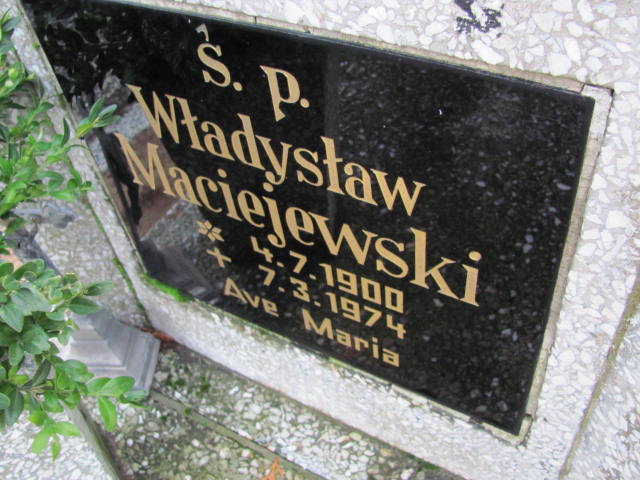 Ś. P.
Władysław
Maciejewski
* 4.7.1900
+ 7.3.1974
Ave Maria